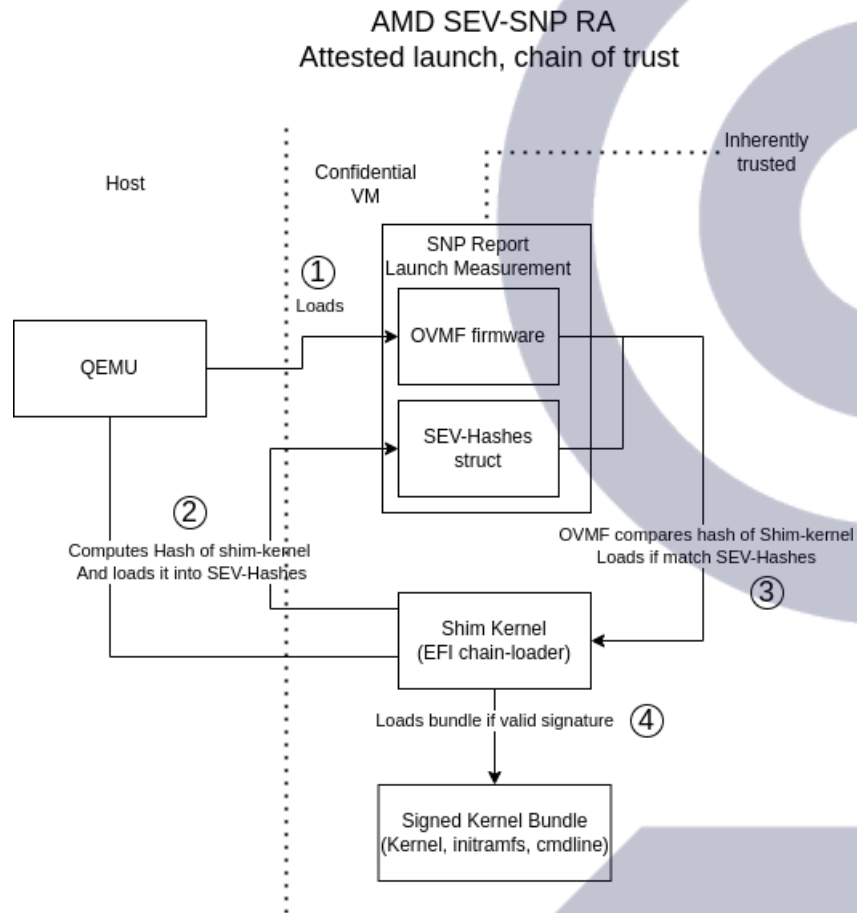 AMD SEV-SNP RA
Attested launch, chain of trust
Inherently
trusted
Host
Confidential
VM
SNP Report
Launch Measurement
1
Loads
OVMF firmware
QEMU
SEV-Hashes
struct
2
Computes Hash of shim-kernel
And loads it into SEV-Hashes
OVMF compares hash of Shim-kernel
Loads if match SEV-Hashes
3
Shim Kernel
(EFI chain-loader)
Loads bundle if valid signature
4
Signed Kernel Bundle
(Kernel, initramfs, cmdline)